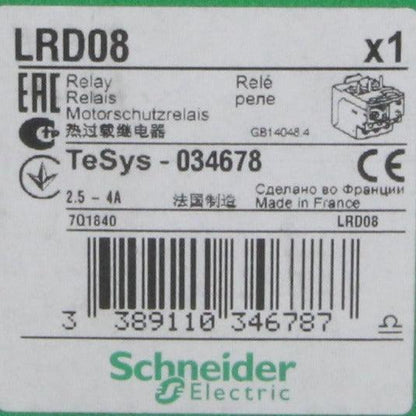 LRD08 x1
EAC Relay Relé
Relais реле
Motorschutzrelais
热过载继电器 GB14048.4
TeSys - 034678 CE
2.5 - 4A 法国制造 Сделано во Франции
Made in France
7Q1840 LRD08
3 389110 346787
Schneider
Electric